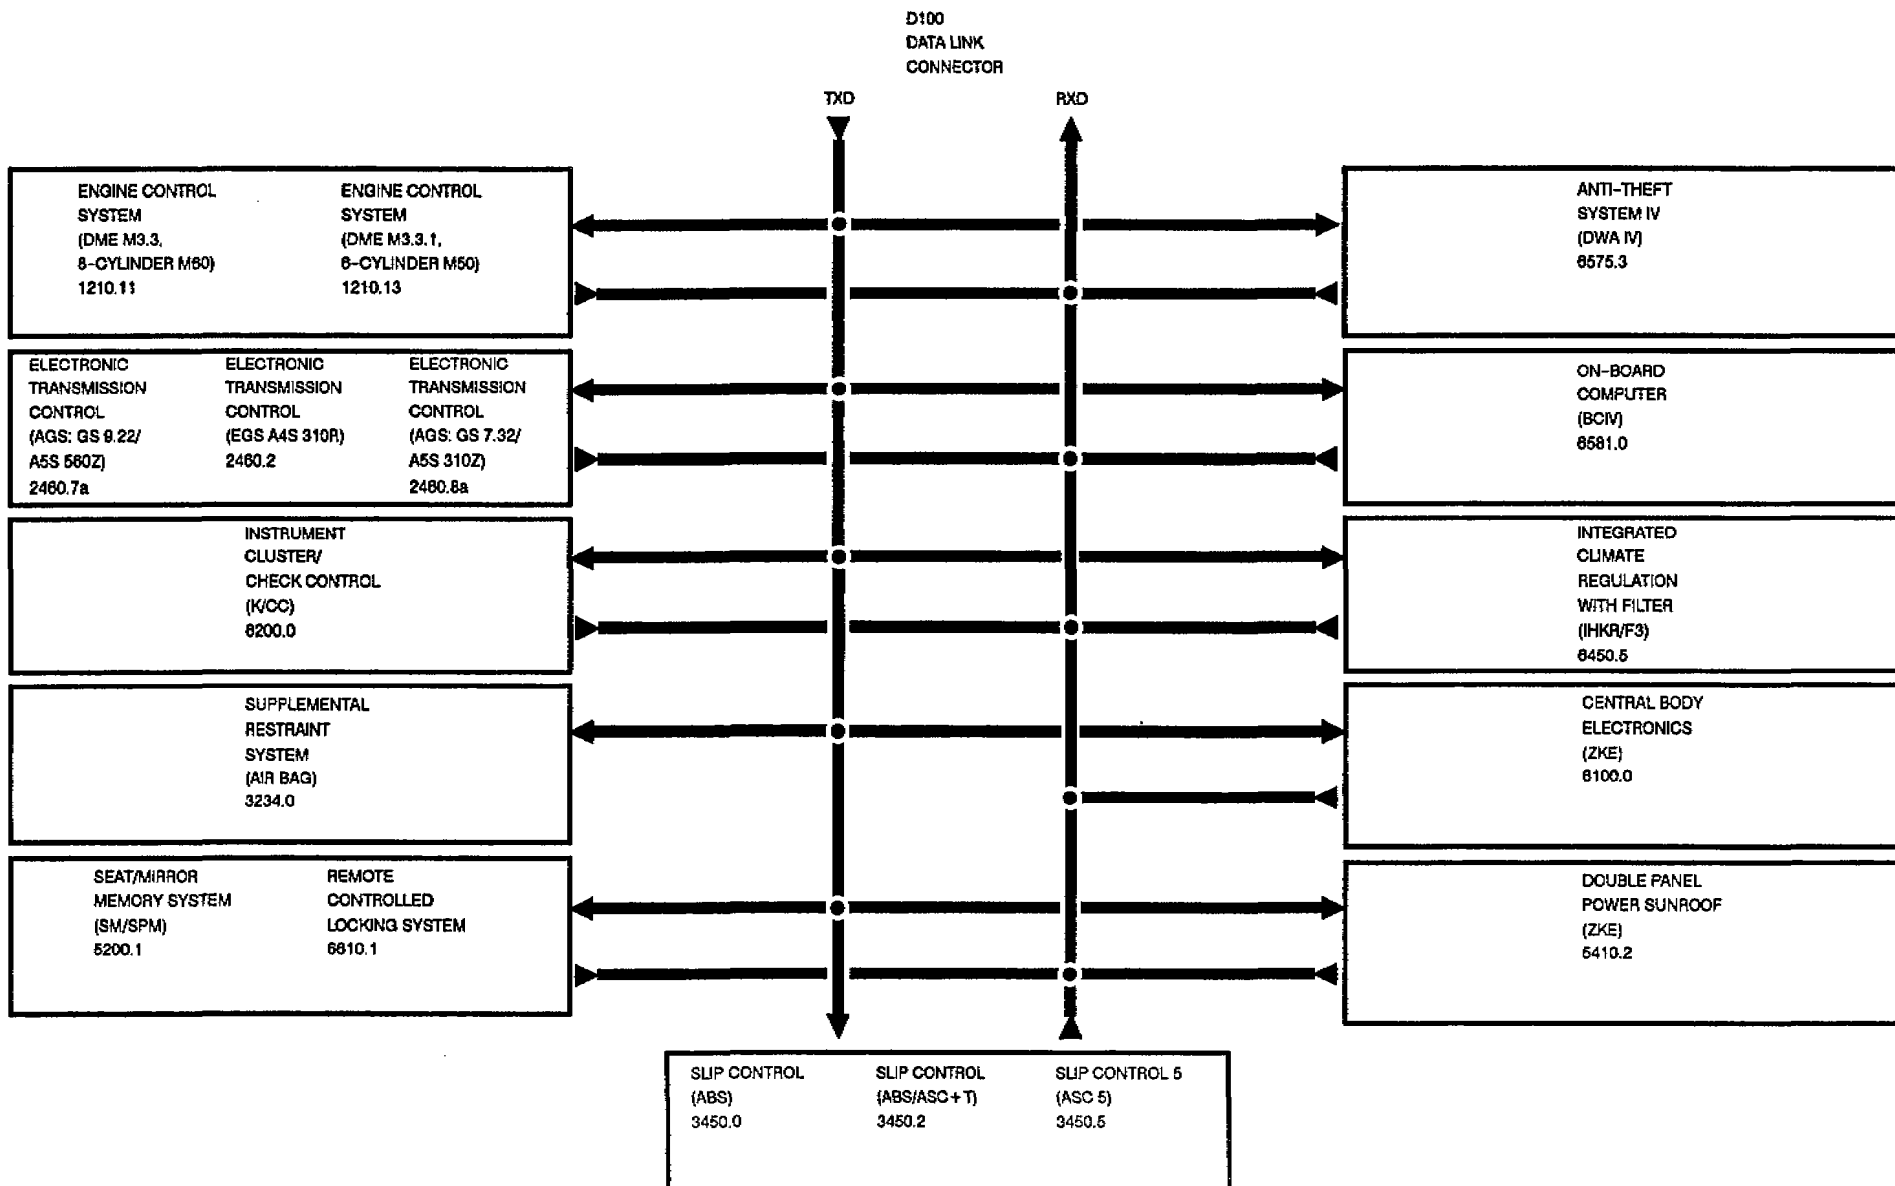 D100
DATA LINK
CONNECTOR
TXD
RXD
ENGINE CONTROL
SYSTEM
(DME M3.3,
8-CYLINDER M60)
1210.11
ENGINE CONTROL
SYSTEM
(DME M3.3.1,
6-CYLINDER M50)
1210.13
ANTI-THEFT
SYSTEM IV
(DWA IV)
6575.3
ELECTRONIC
TRANSMISSION
CONTROL
(AGS: GS 9.22/
A5S 560Z)
2460.7a
ELECTRONIC
TRANSMISSION
CONTROL
(EGS A4S 310R)
2460.2
ELECTRONIC
TRANSMISSION
CONTROL
(AGS: GS 7.32/
A5S 310Z)
2460.8a
ON-BOARD
COMPUTER
(BCIV)
6581.0
INSTRUMENT
CLUSTER/
CHECK CONTROL
(K/CC)
6200.0
INTEGRATED
CLIMATE
REGULATION
WITH FILTER
(IHKR/F3)
6450.5
SUPPLEMENTAL
RESTRAINT
SYSTEM
(AIR BAG)
3234.0
CENTRAL BODY
ELECTRONICS
(ZKE)
6100.0
SEAT/MIRROR
MEMORY SYSTEM
(SM/SPM)
5200.1
REMOTE
CONTROLLED
LOCKING SYSTEM
6610.1
DOUBLE PANEL
POWER SUNROOF
(ZKE)
5410.2
SLIP CONTROL
(ABS)
3450.0
SLIP CONTROL
(ABS/ASC+T)
3450.2
SLIP CONTROL 5
(ASC 5)
3450.5